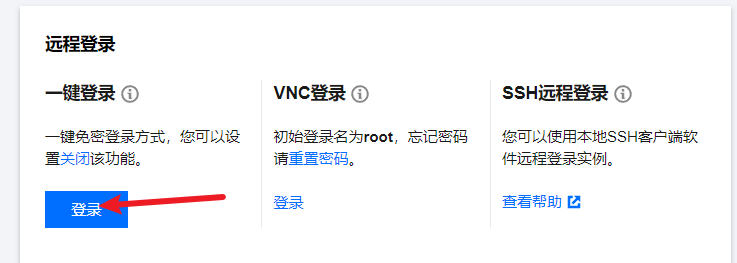 远程登录
一键登录
一键免密登录方式，您可以设
置关闭该功能。
登录
VNC登录
初始登录名为root，忘记密码
请重置密码。
登录
SSH远程登录
您可以使用本地SSH客户端软
件远程登录实例。
查看帮助